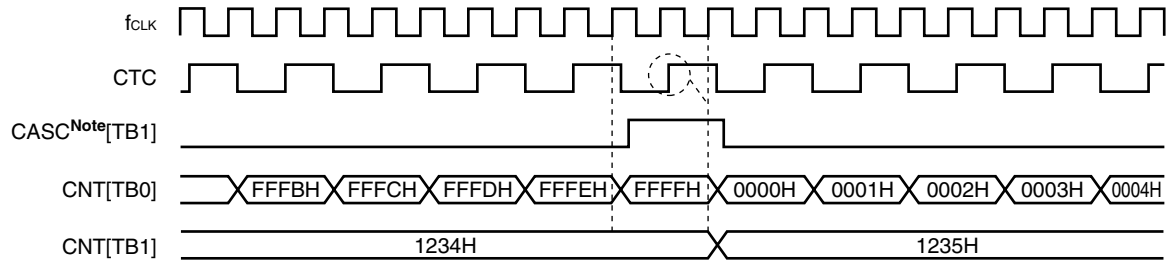 fCLK
CTC
CASCNote[TB1]
CNT[TB0] FFFBH FFFCH FFFDH FFFEH FFFFH 0000H 0001H 0002H 0003H 0004H
CNT[TB1] 1234H 1235H